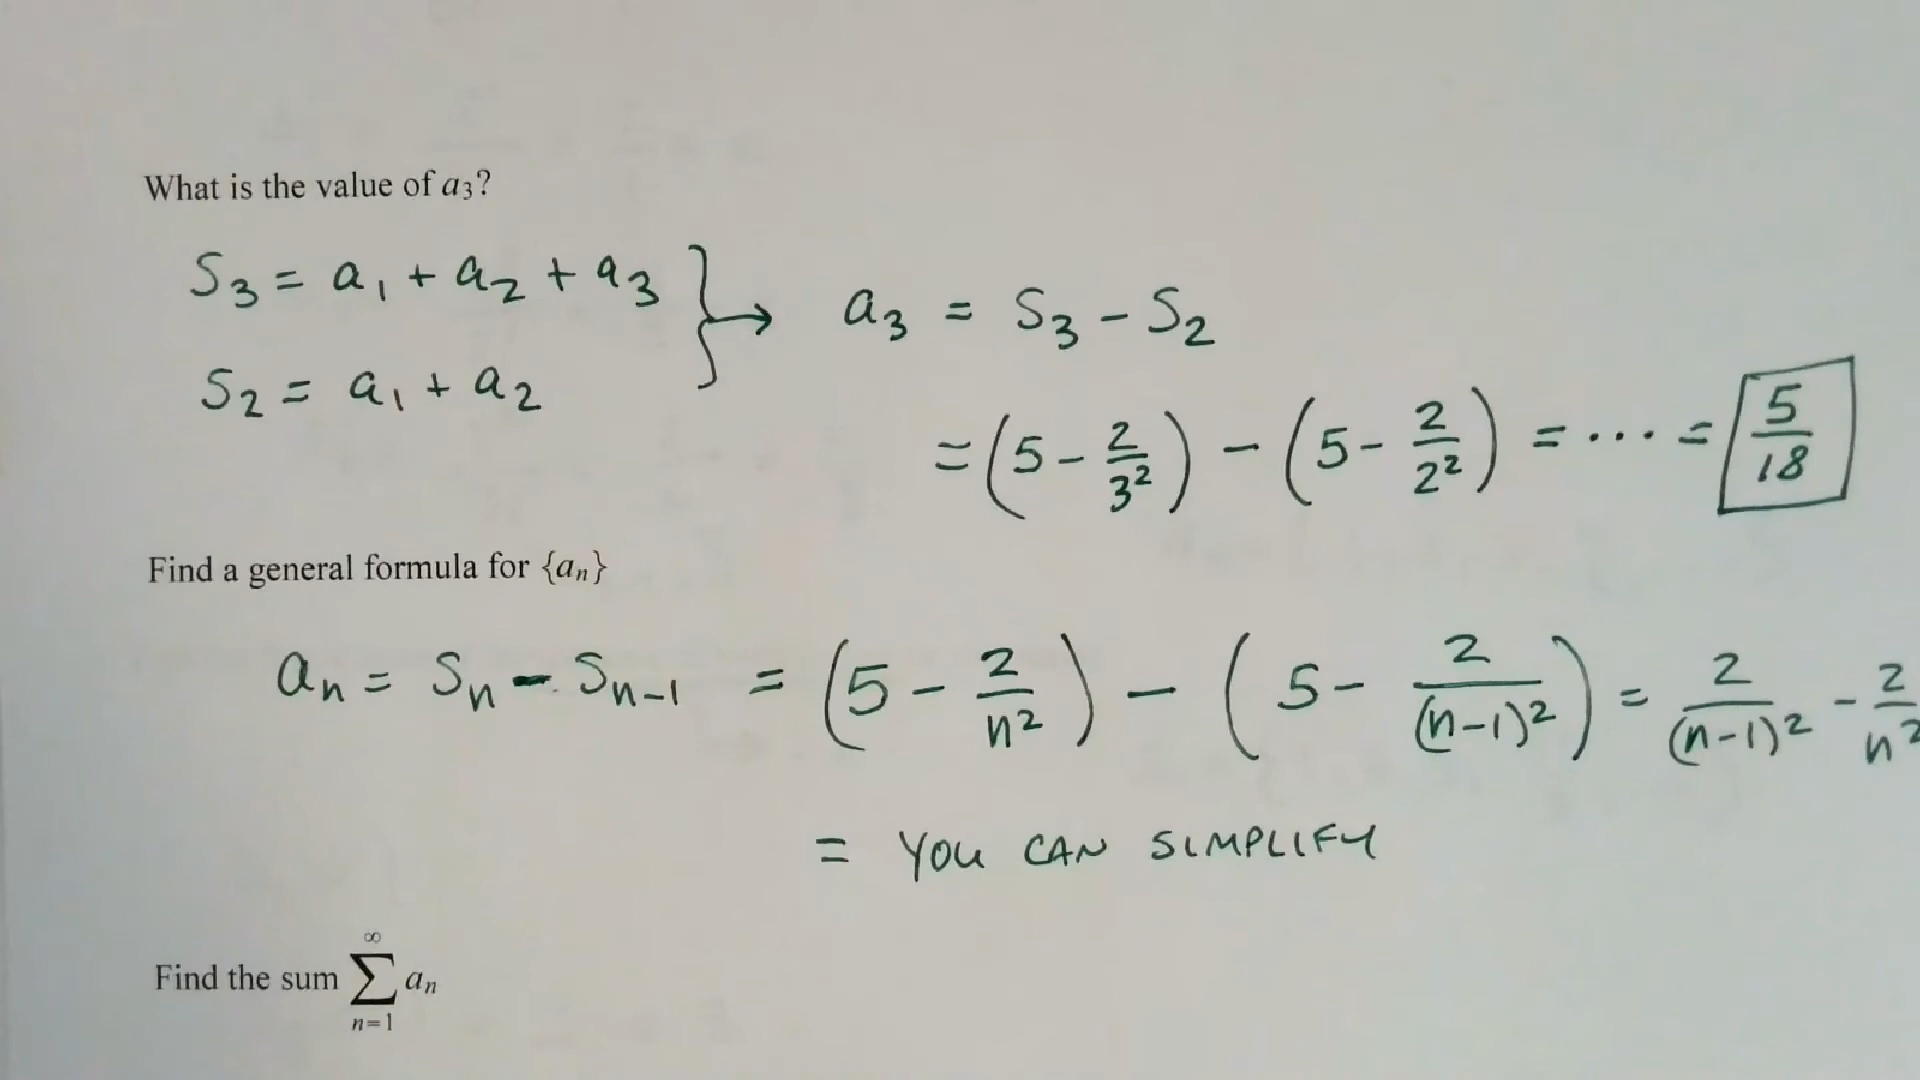 What is the value of a₃?
S₃ = a₁ + a₂ + a₃ } → a₃ = S₃ - S₂
S₂ = a₁ + a₂
= (5 - 2/3²) - (5 - 2/2²) = ... = 5/18
Find a general formula for {aₙ}
aₙ = Sₙ - Sₙ₋₁ = (5 - 2/n²) - (5 - 2/(n-1)²) = 2/(n-1)² - 2/n²
= YOU CAN SIMPLIFY
Find the sum ∑ₙ₌₁^∞ aₙ